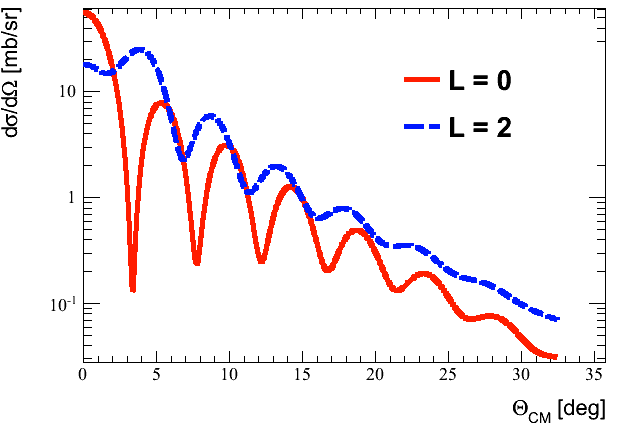 dσ/dΩ [mb/sr]
10
1
10⁻¹
L = 0
L = 2
0 5 10 15 20 25 30 35
Θ_CM [deg]